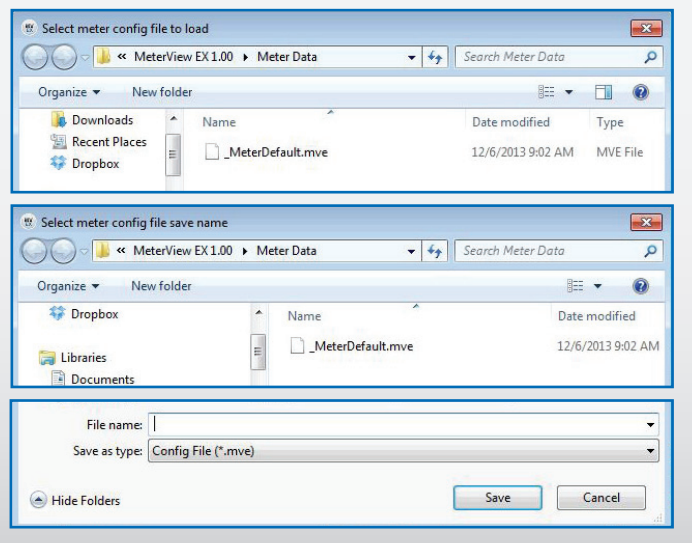 Select meter config file to load
« MeterView EX 1.00 Meter Data Search Meter Data
Organize New folder
Downloads Name Date modified Type
Recent Places _MeterDefault.mve 12/6/2013 9:02 AM MVE File
Dropbox
Select meter config file save name
« MeterView EX 1.00 Meter Data Search Meter Data
Organize New folder
Dropbox Name Date modified
Libraries _MeterDefault.mve 12/6/2013 9:02 AM
Documents
File name:
Save as type: Config File (*.mve)
Hide Folders Save Cancel